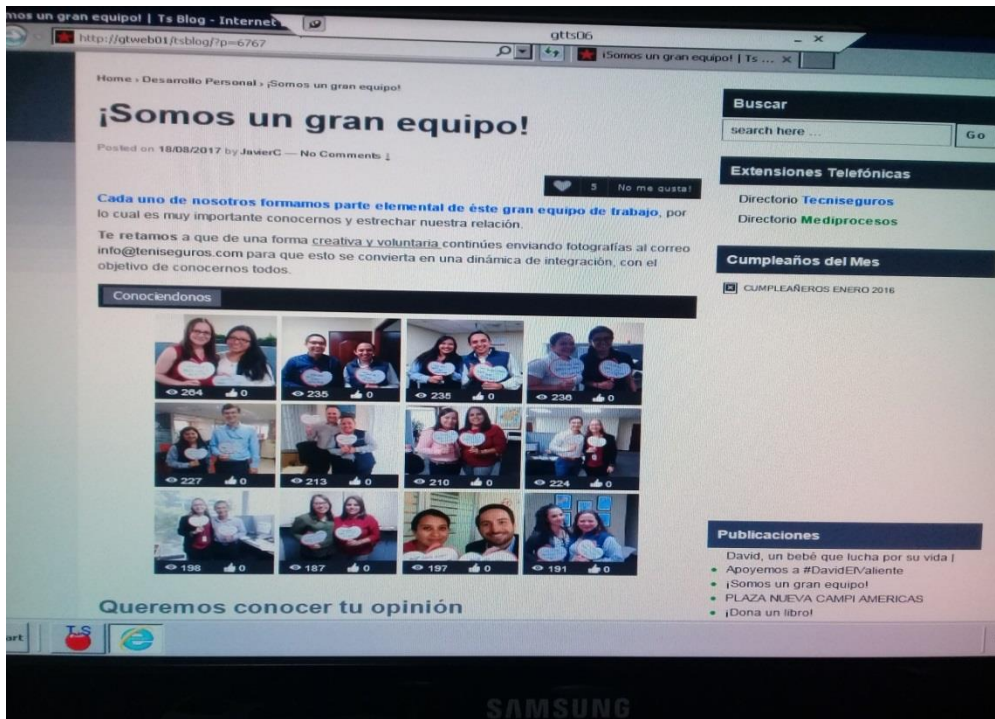 mos un gran equipo! | Ts Blog - Internet
gtts06
http://gtweb01/tsblog/?p=6767
¡Somos un gran equipo! | Ts ...
Home › Desarrollo Personal › ¡Somos un gran equipo!
¡Somos un gran equipo!
Posted on 18/08/2017 by JavierC — No Comments ↓
5 No me gusta!
Cada uno de nosotros formamos parte elemental de éste gran equipo de trabajo, por
lo cual es muy importante conocernos y estrechar nuestra relación.
Te retamos a que de una forma creativa y voluntaria continúes enviando fotografías al correo
info@teniseguros.com para que esto se convierta en una dinámica de integración, con el
objetivo de conocernos todos.
Conociendonos
264 0 235 0 235 0 236 0
227 0 213 0 210 0 224 0
198 0 187 0 197 0 191 0
Queremos conocer tu opinión
Buscar
search here ... Go
Extensiones Telefónicas
Directorio Tecniseguros
Directorio Mediprocesos
Cumpleaños del Mes
CUMPLEAÑEROS ENERO 2016
Publicaciones
David, un bebé que lucha por su vida |
Apoyemos a #DavidElValiente
¡Somos un gran equipo!
PLAZA NUEVA CAMPI AMERICAS
¡Dona un libro!
art
TS
SAMSUNG